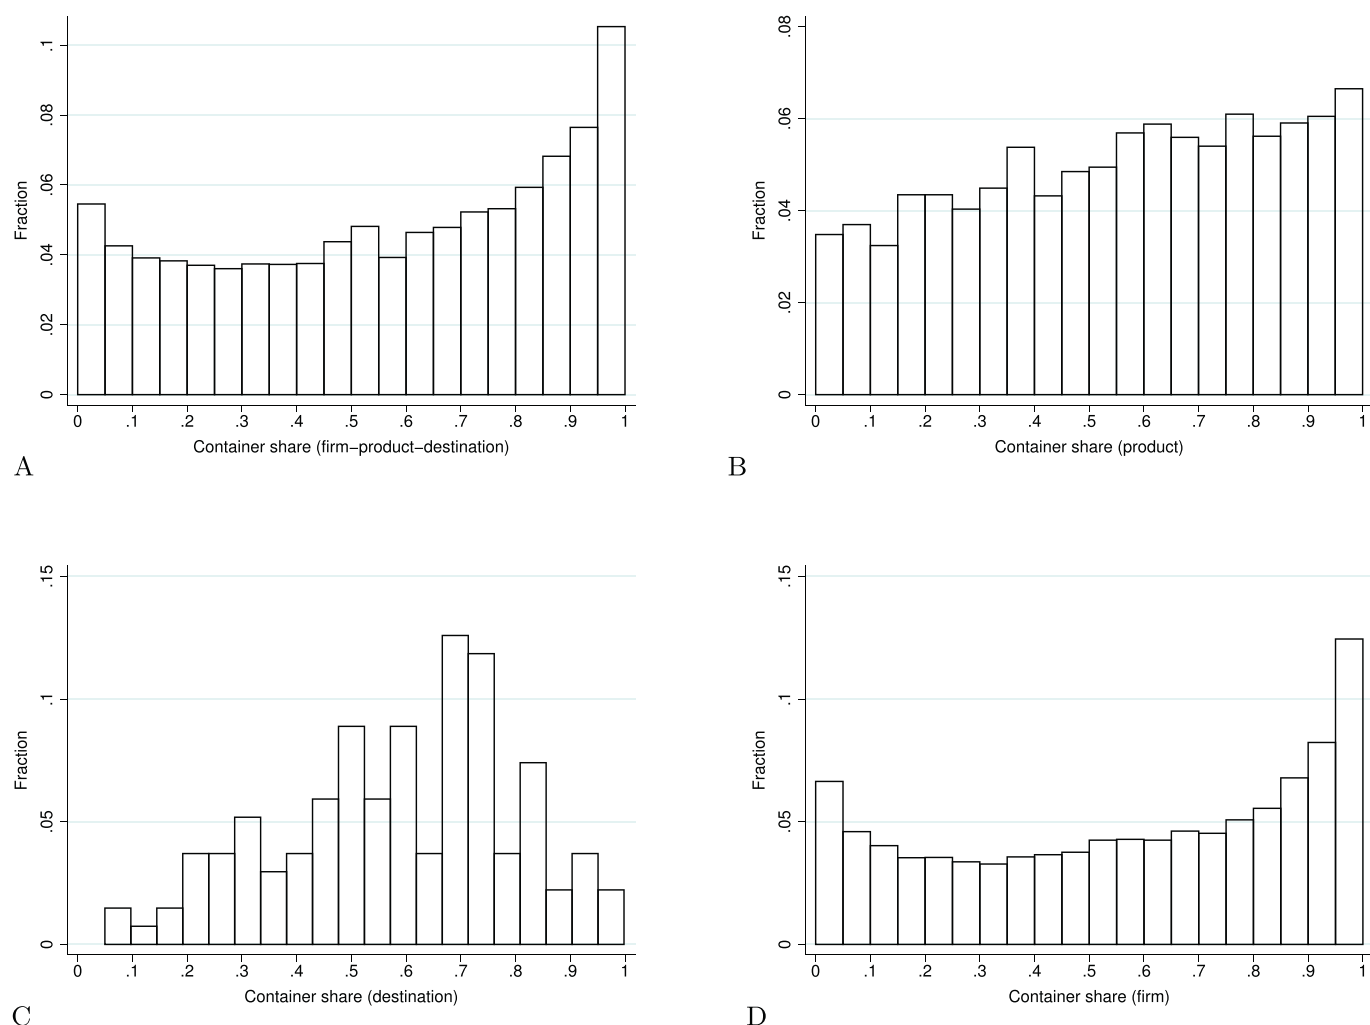 .1
.08
.06
.04
.02
0
Fraction
0 .1 .2 .3 .4 .5 .6 .7 .8 .9 1
Container share (firm−product−destination)
A
.08
.06
.04
.02
0
Fraction
0 .1 .2 .3 .4 .5 .6 .7 .8 .9 1
Container share (product)
B
.15
.1
.05
0
Fraction
0 .1 .2 .3 .4 .5 .6 .7 .8 .9 1
Container share (destination)
C
.15
.1
.05
0
Fraction
0 .1 .2 .3 .4 .5 .6 .7 .8 .9 1
Container share (firm)
D